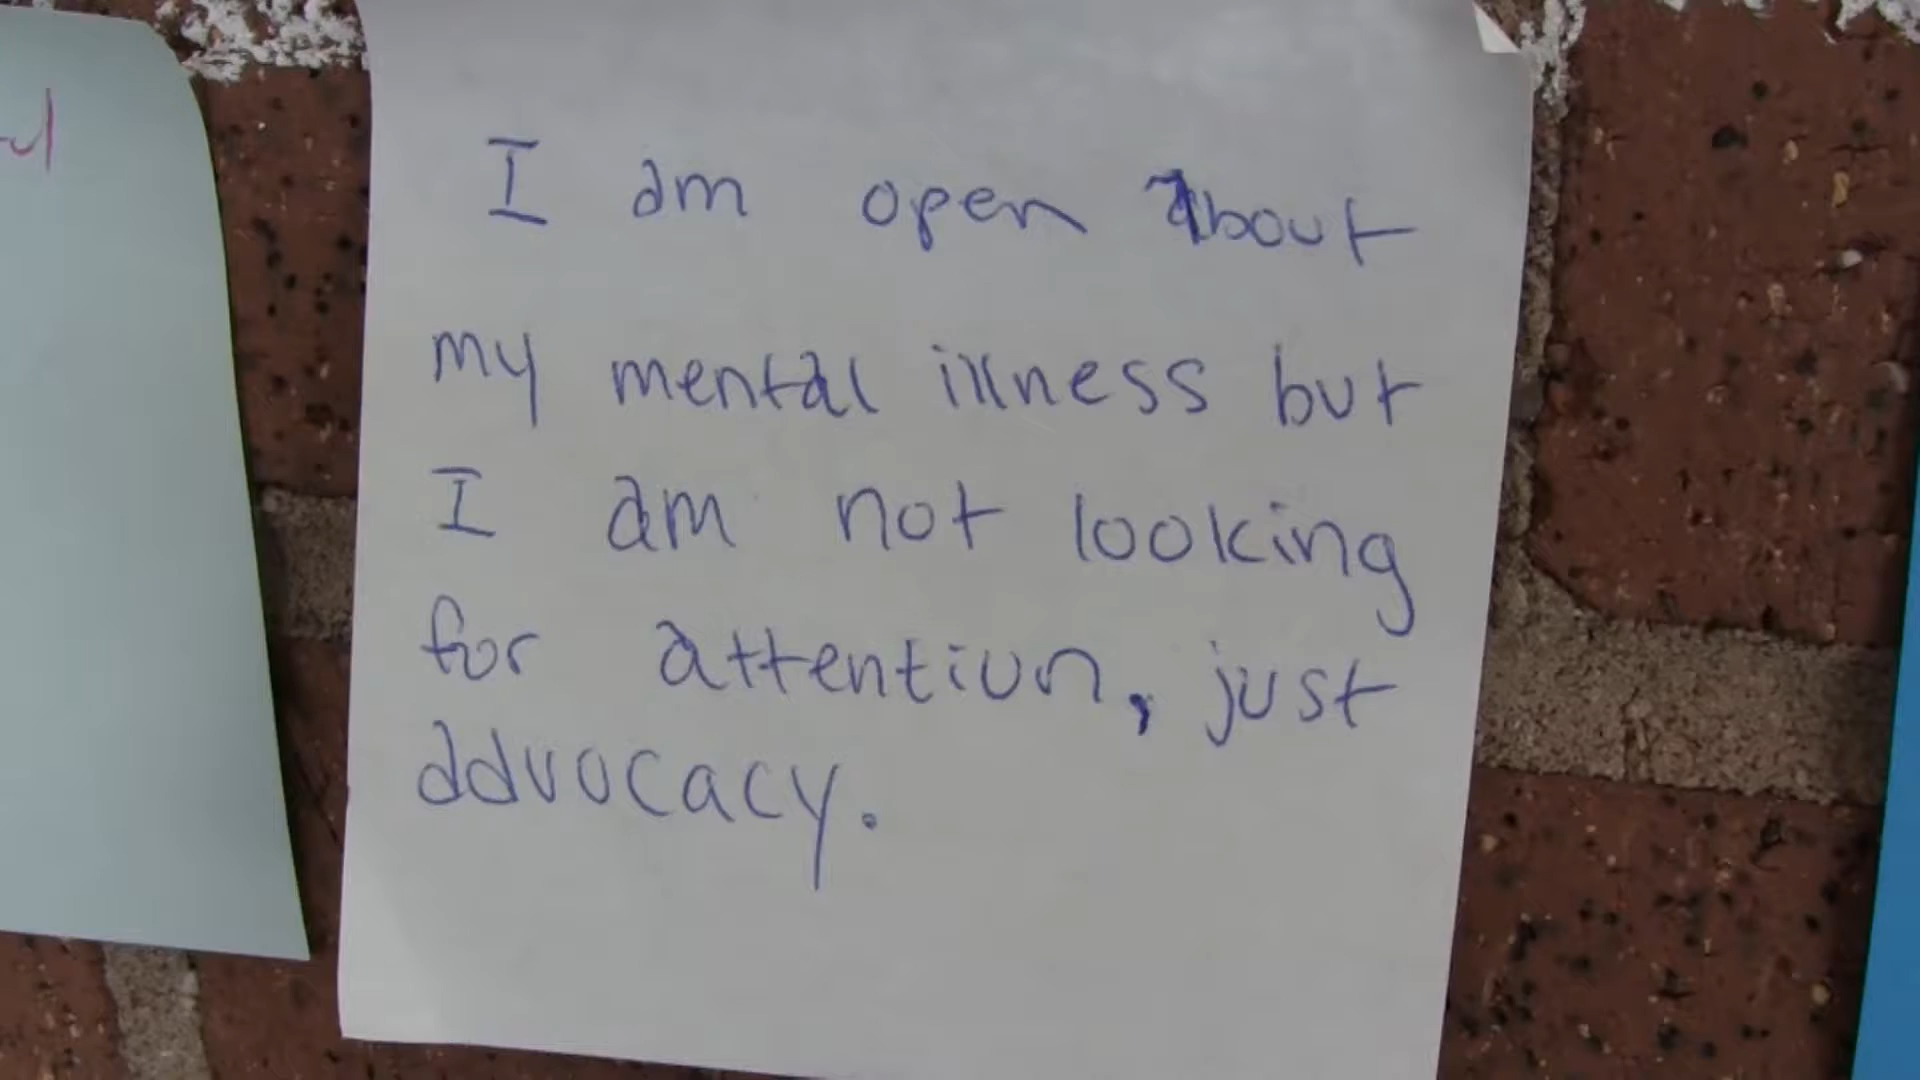 I am open about
my mental illness but
I am not looking
for attention, just
advocacy.